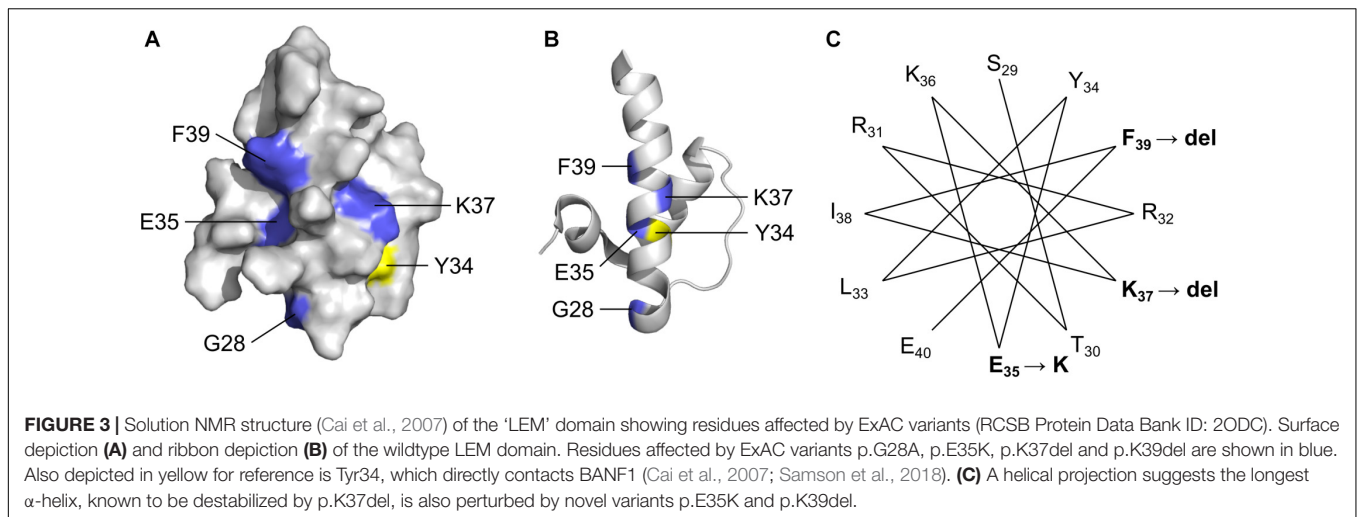 A
F39
E35
G28
K37
Y34
B
F39
E35
G28
K37
Y34
C
S29
K36
Y34
R31
F39 → del
I38
R32
L33
K37 → del
E40
T30
E35 → K
FIGURE 3 | Solution NMR structure (Cai et al., 2007) of the ‘LEM’ domain showing residues affected by ExAC variants (RCSB Protein Data Bank ID: 2ODC). Surface
depiction (A) and ribbon depiction (B) of the wildtype LEM domain. Residues affected by ExAC variants p.G28A, p.E35K, p.K37del and p.K39del are shown in blue.
Also depicted in yellow for reference is Tyr34, which directly contacts BANF1 (Cai et al., 2007; Samson et al., 2018). (C) A helical projection suggests the longest
α-helix, known to be destabilized by p.K37del, is also perturbed by novel variants p.E35K and p.K39del.